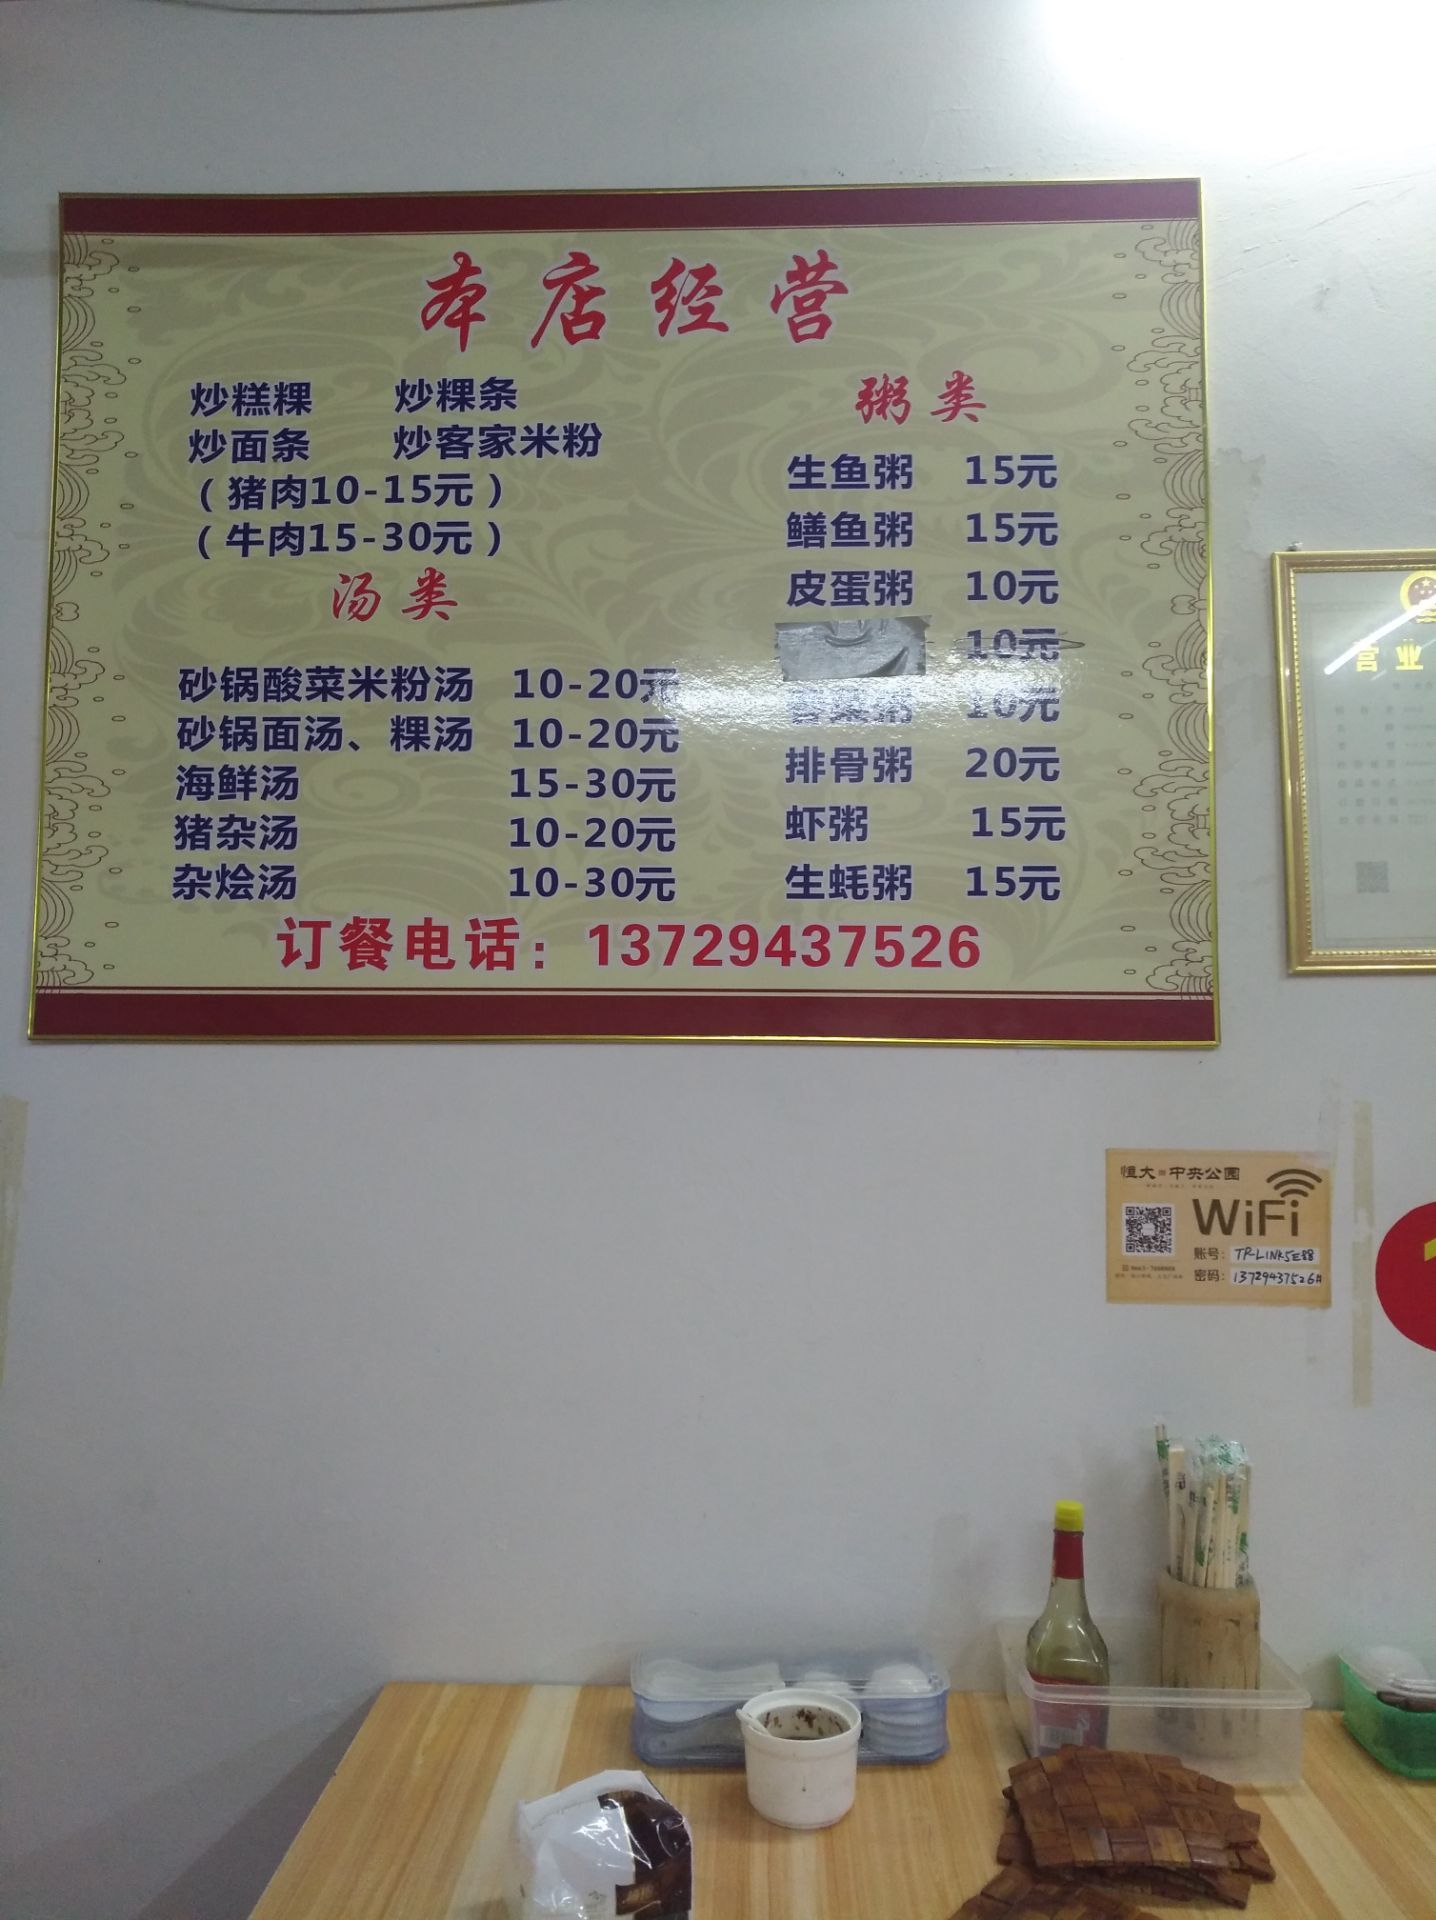 本店经营
炒糕粿 炒粿条
炒面条 炒客家米粉
（猪肉10-15元）
（牛肉15-30元）
汤类
砂锅酸菜米粉汤 10-20元
砂锅面汤、粿汤 10-20元
海鲜汤 15-30元
猪杂汤 10-20元
杂烩汤 10-30元
粥类
生鱼粥 15元
鳝鱼粥 15元
皮蛋粥 10元
10元
粥 10元
排骨粥 20元
虾粥 15元
生蚝粥 15元
订餐电话：13729437526
营业
恒大 中央公园
WiFi
账号：TP-LINK5E88
密码：13729437526#